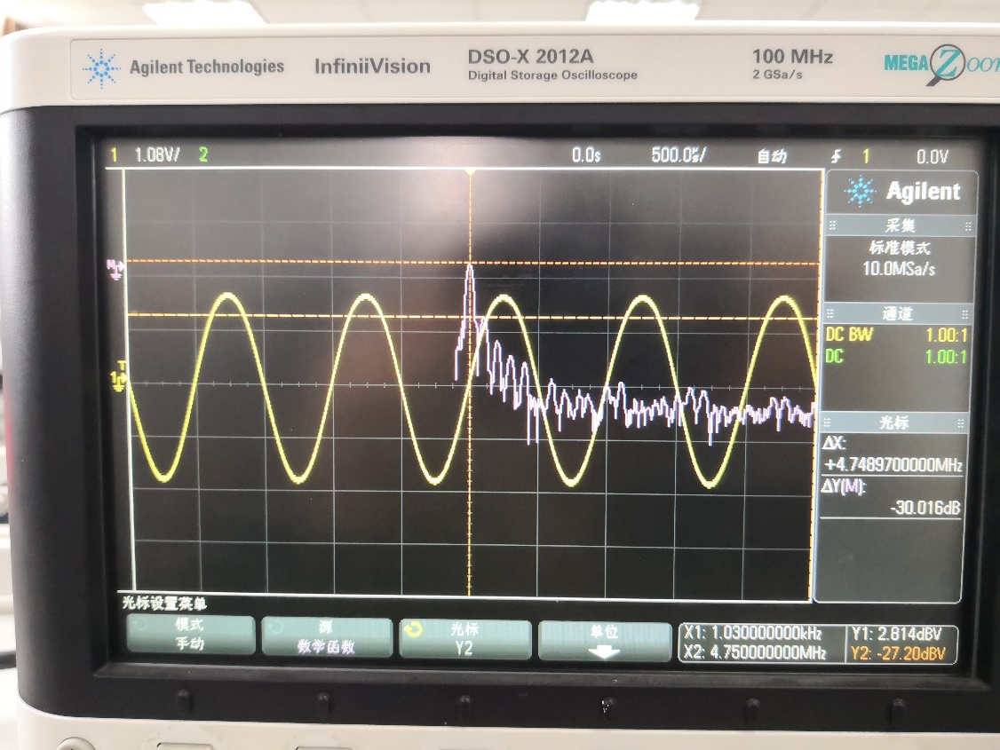 Agilent Technologies InfiniiVision DSO-X 2012A 100 MHz MEGA Zoom
Digital Storage Oscilloscope 2 GSa/s
1 1.08V/ 2 0.0s 500.0㎲/ 自动 1 0.0V
Agilent
采集
标准模式
10.0MSa/s
通道
DC BW 1.00:1
DC 1.00:1
光标
ΔX:
+4.7489700000MHz
ΔY(M):
-30.016dB
M
T
1
光标设置菜单
模式
手动
源
数学函数
光标
Y2
单位
X1: 1.030000000kHz Y1: 2.814dBV
X2: 4.750000000MHz Y2: -27.20dBV